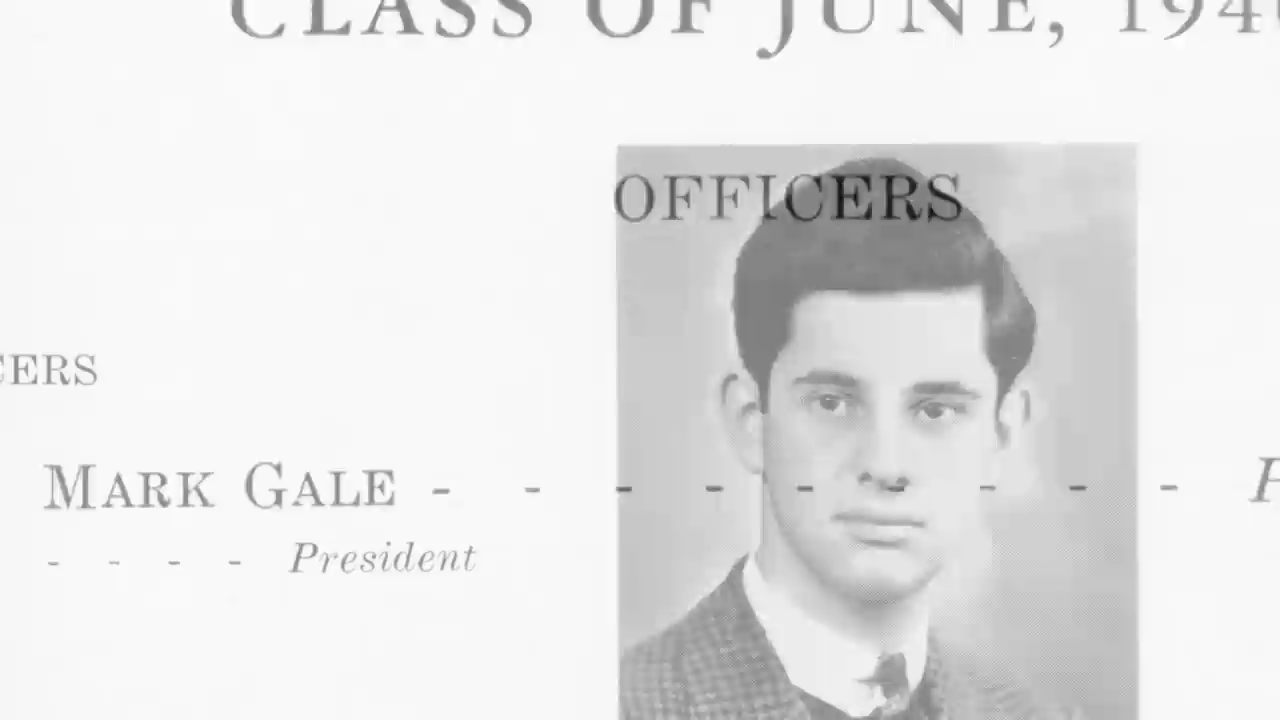 CLASS OF JUNE, 194
OFFICERS
CERS
MARK GALE - - - - - - - - - P
- - - - President